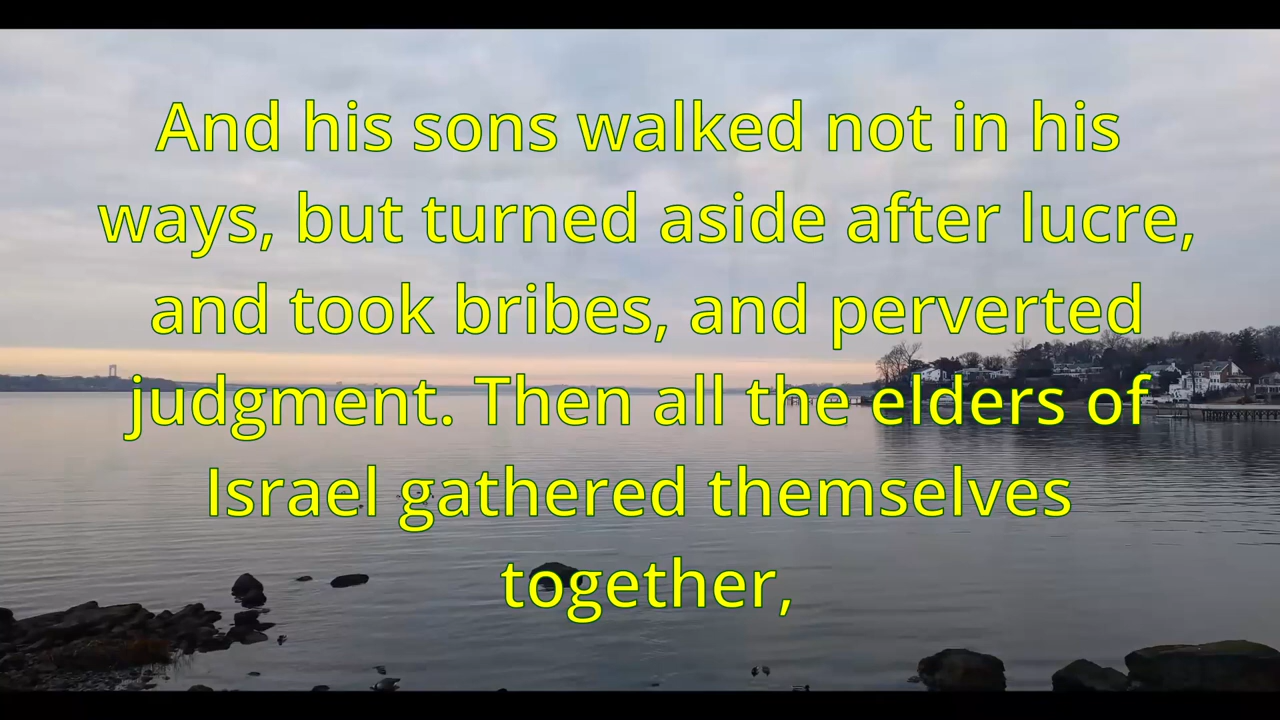 And his sons walked not in his
ways, but turned aside after lucre,
and took bribes, and perverted
judgment. Then all the elders of
Israel gathered themselves
together,